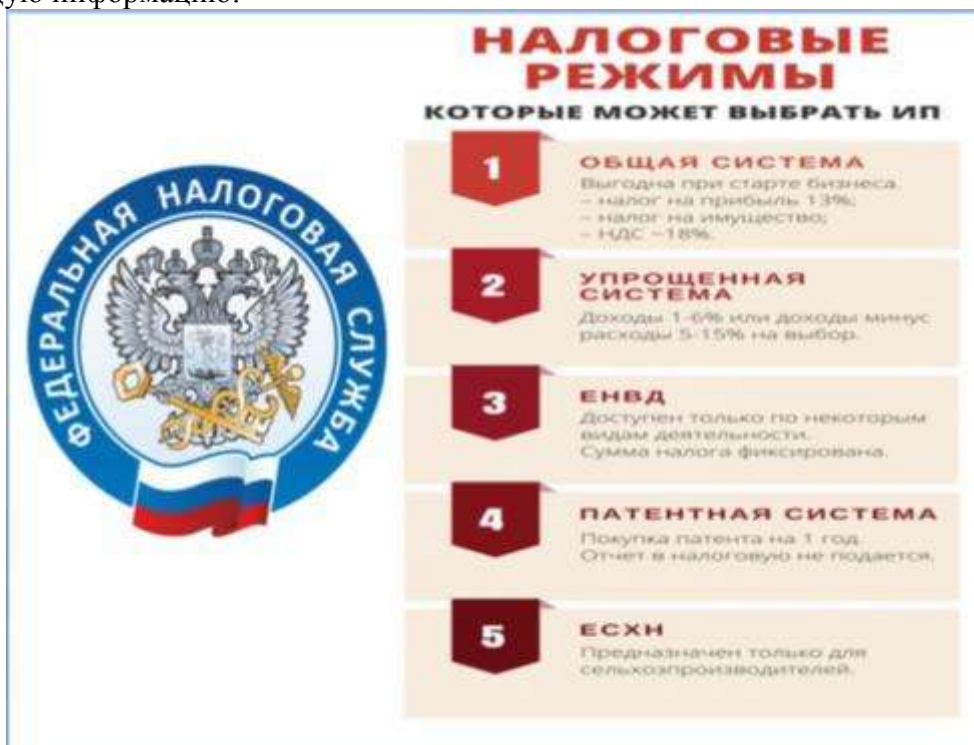 ую информацию:
НАЛОГОВЫЕ
РЕЖИМЫ
КОТОРЫЕ МОЖЕТ ВЫБРАТЬ ИП
ФЕДЕРАЛЬНАЯ НАЛОГОВАЯ СЛУЖБА
1
ОБЩАЯ СИСТЕМА
Выгодна при старте бизнеса.
– налог на прибыль 13%;
– налог на имущество;
– НДС ~18%.
2
УПРОЩЕННАЯ
СИСТЕМА
Доходы 1-6% или доходы минус
расходы 5-15% на выбор.
3
ЕНВД
Доступен только по некоторым
видам деятельности.
Сумма налога фиксирована.
4
ПАТЕНТНАЯ СИСТЕМА
Покупка патента на 1 год.
Отчет в налоговую не подается.
5
ЕСХН
Предназначен только для
сельхозпроизводителей.